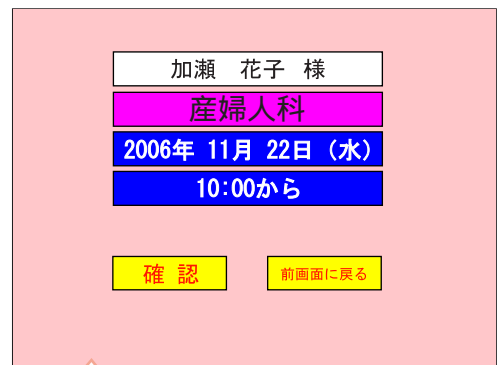 加瀬　花子　様
産婦人科
2006年 11月 22日（水）
10:00から
確 認
前画面に戻る